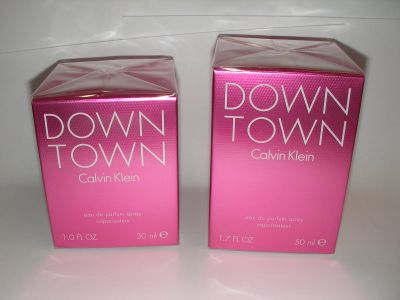 DOWN
TOWN
Calvin Klein
eau de parfum spray
vaporisateur
1.0 FL OZ 30 ml e
DOWN
TOWN
Calvin Klein
eau de parfum spray
vaporisateur
1.7 FL OZ 50 ml e